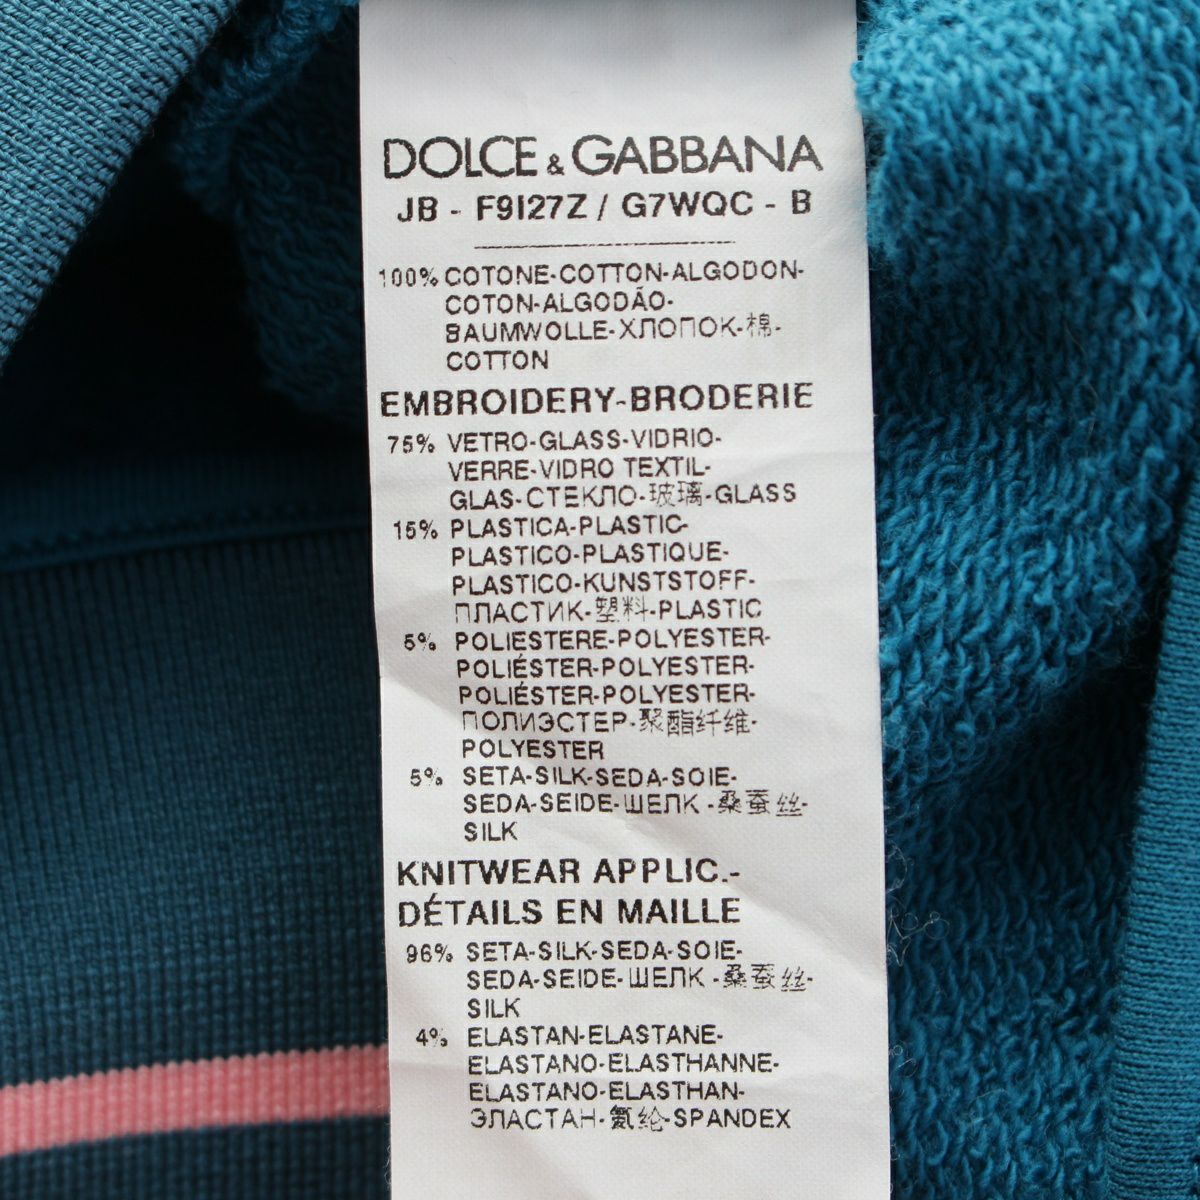 DOLCE & GABBANA
JB - F9I27Z / G7WQC - B
100% COTONE-COTTON-ALGODON-
COTON-ALGODÃO-
BAUMWOLLE-ХЛОПОК-棉-
COTTON
EMBROIDERY-BRODERIE
75% VETRO-GLASS-VIDRIO-
VERRE-VIDRO TEXTIL-
GLAS-СТЕКЛО-玻璃-GLASS
15% PLASTICA-PLASTIC-
PLASTICO-PLASTIQUE-
PLASTICO-KUNSTSTOFF-
ПЛАСТИК-塑料-PLASTIC
5% POLIESTERE-POLYESTER-
POLIÉSTER-POLYESTER-
POLIÉSTER-POLYESTER-
ПОЛИЭСТЕР-聚酯纤维-
POLYESTER
5% SETA-SILK-SEDA-SOIE-
SEDA-SEIDE-ШЕЛК -桑蚕丝-
SILK
KNITWEAR APPLIC.-
DÉTAILS EN MAILLE
96% SETA-SILK-SEDA-SOIE-
SEDA-SEIDE-ШЕЛК -桑蚕丝-
SILK
4% ELASTAN-ELASTANE-
ELASTANO-ELASTHANNE-
ELASTANO-ELASTHAN-
ЭЛАСТАН-氨纶-SPANDEX